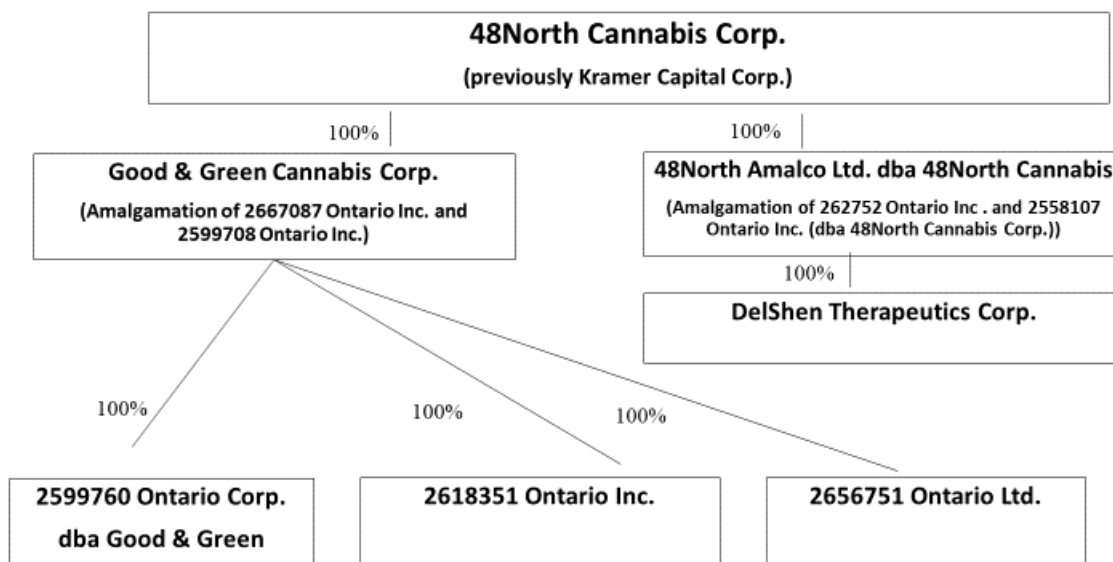 48North Cannabis Corp.
(previously Kramer Capital Corp.)
100%
100%
Good & Green Cannabis Corp.
(Amalgamation of 2667087 Ontario Inc. and
2599708 Ontario Inc.)
48North Amalco Ltd. dba 48North Cannabis
(Amalgamation of 262752 Ontario Inc . and 2558107
Ontario Inc. (dba 48North Cannabis Corp.))
100%
DelShen Therapeutics Corp.
100%
100%
100%
2599760 Ontario Corp.
dba Good & Green
2618351 Ontario Inc.
2656751 Ontario Ltd.